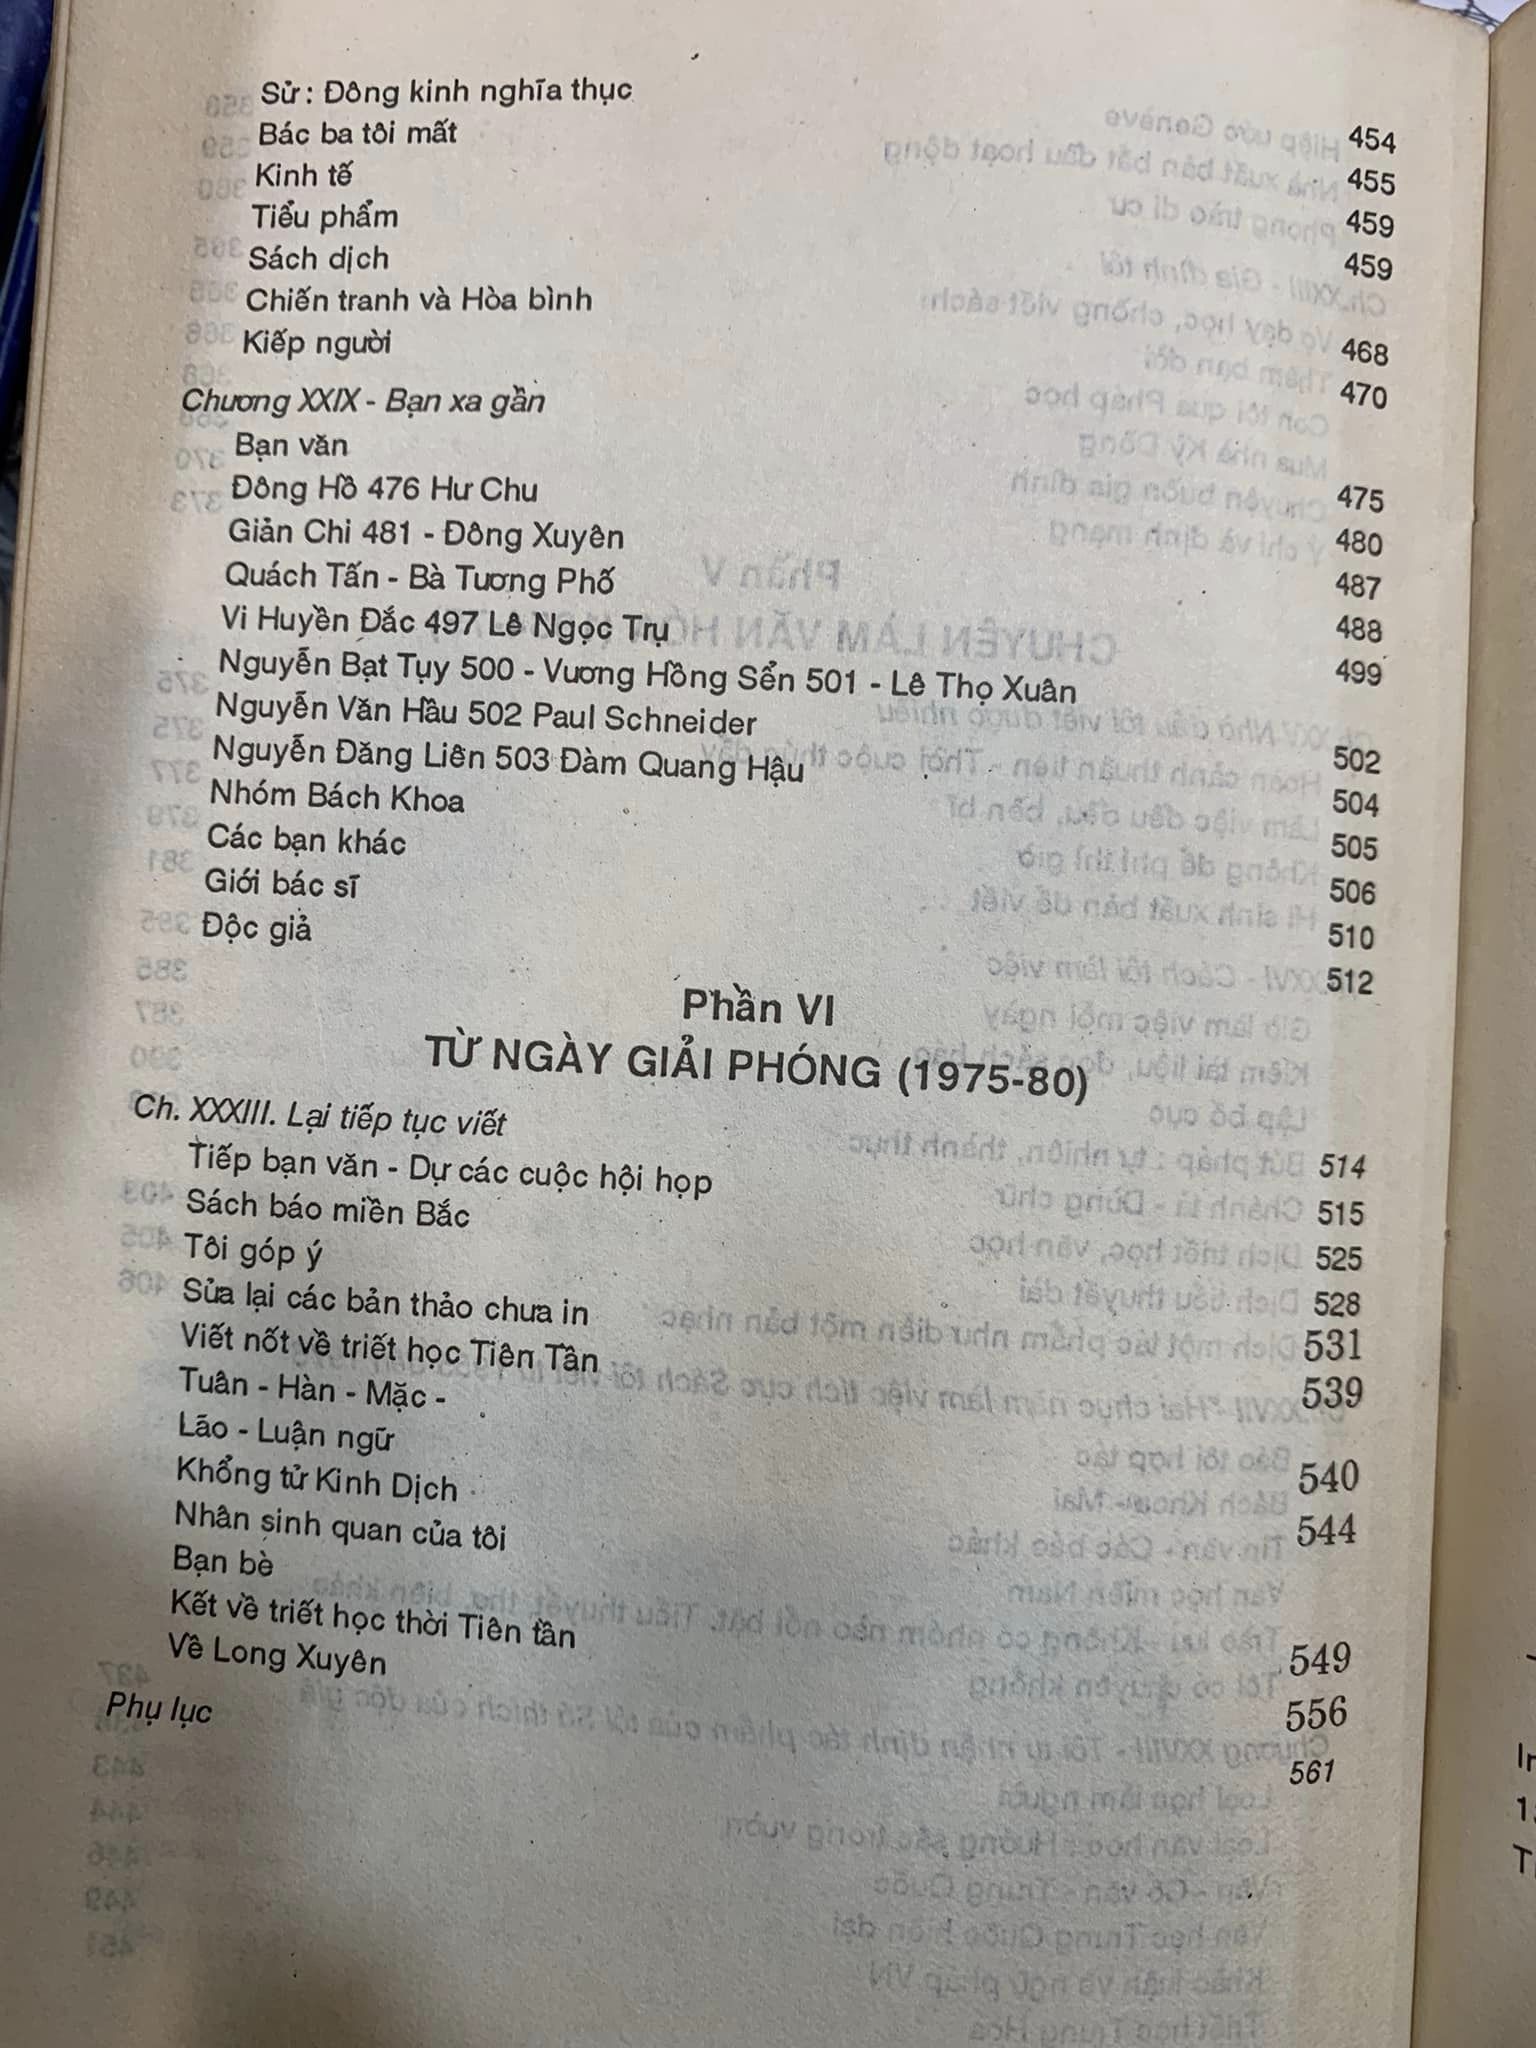 Sử : Đông kinh nghĩa thục 454
Bác ba tôi mất 455
Kinh tế 459
Tiểu phẩm 459
Sách dịch
Chiến tranh và Hòa bình 468
Kiếp người 470
Chương XXIX - Bạn xa gần
Bạn văn 475
Đông Hồ 476 Hư Chu 480
Giản Chi 481 - Đông Xuyên 487
Quách Tấn - Bà Tương Phố 488
Vi Huyền Đắc 497 Lê Ngọc Trụ 499
Nguyễn Bạt Tụy 500 - Vương Hồng Sển 501 - Lê Thọ Xuân
Nguyễn Văn Hầu 502 Paul Schneider 502
Nguyễn Đăng Liên 503 Đàm Quang Hậu 504
Nhóm Bách Khoa 505
Các bạn khác 506
Giới bác sĩ 510
Độc giả 512
Phần VI
TỪ NGÀY GIẢI PHÓNG (1975-80)
Ch. XXXIII. Lại tiếp tục viết 514
Tiếp bạn văn - Dự các cuộc hội họp 515
Sách báo miền Bắc 525
Tôi góp ý 528
Sửa lại các bản thảo chưa in 531
Viết nốt về triết học Tiên Tần 539
Tuân - Hàn - Mặc -
Lão - Luận ngữ 540
Khổng tử Kinh Dịch 544
Nhân sinh quan của tôi
Bạn bè
Kết về triết học thời Tiên tần 549
Về Long Xuyên 556
Phụ lục 561